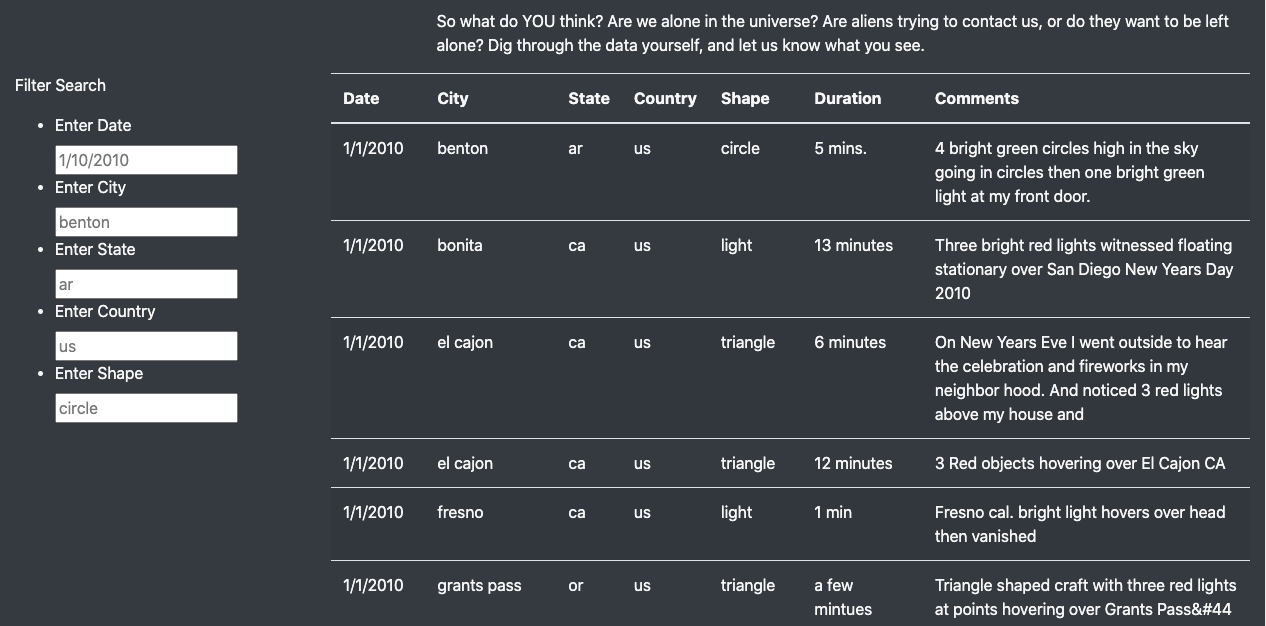 So what do YOU think? Are we alone in the universe? Are aliens trying to contact us, or do they want to be left
alone? Dig through the data yourself, and let us know what you see.
Filter Search
Enter Date
1/10/2010
Enter City
benton
Enter State
ar
Enter Country
us
Enter Shape
circle
Date City State Country Shape Duration Comments
1/1/2010 benton ar us circle 5 mins. 4 bright green circles high in the sky
going in circles then one bright green
light at my front door.
1/1/2010 bonita ca us light 13 minutes Three bright red lights witnessed floating
stationary over San Diego New Years Day
2010
1/1/2010 el cajon ca us triangle 6 minutes On New Years Eve I went outside to hear
the celebration and fireworks in my
neighbor hood. And noticed 3 red lights
above my house and
1/1/2010 el cajon ca us triangle 12 minutes 3 Red objects hovering over El Cajon CA
1/1/2010 fresno ca us light 1 min Fresno cal. bright light hovers over head
then vanished
1/1/2010 grants pass or us triangle a few Triangle shaped craft with three red lights
mintues at points hovering over Grants Pass&#44